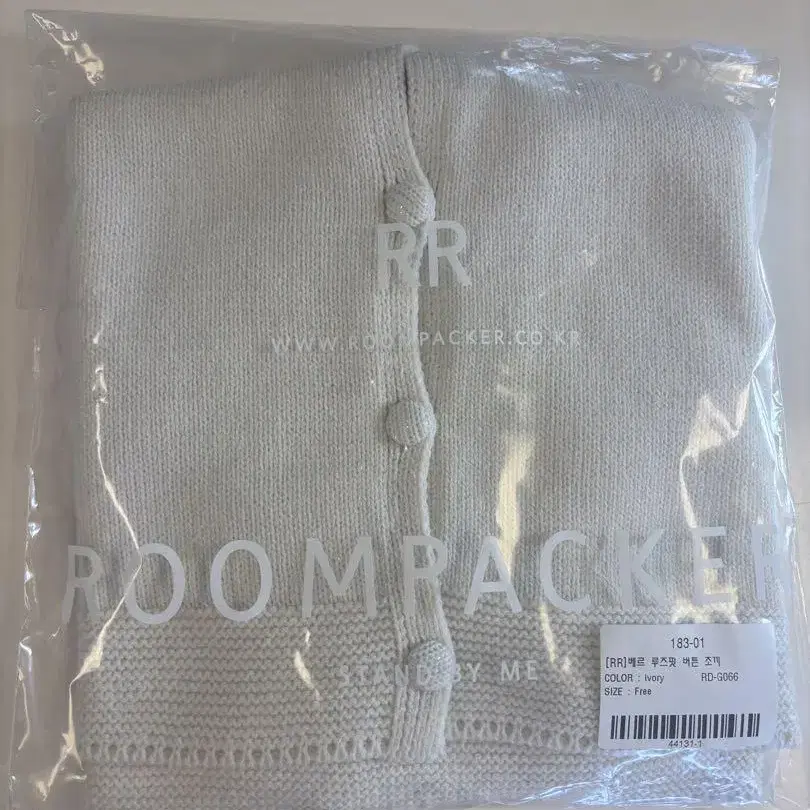 RR
WWW.ROOMPACKER.CO.KR
ROOMPACKER
STAND BY ME
183-01
[RR]베르 루즈핏 버튼 조끼
COLOR : Ivory RD-G066
SIZE : Free
44131-1